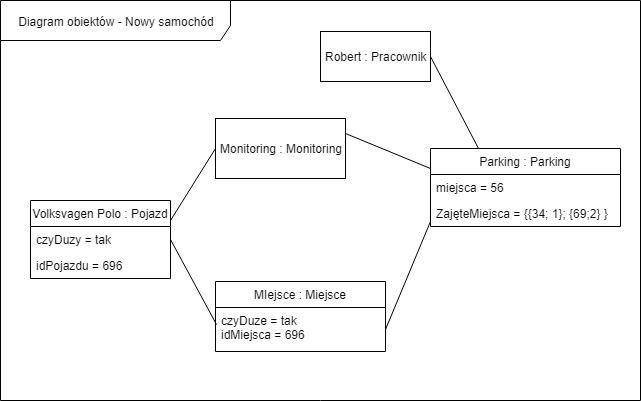 Diagram obiektów - Nowy samochód
Robert : Pracownik
Monitoring : Monitoring
Parking : Parking
miejsca = 56
ZajęteMiejsca = {{34; 1}; {69;2} }
Volksvagen Polo : Pojazd
czyDuzy = tak
idPojazdu = 696
MIejsce : Miejsce
czyDuze = tak
idMiejsca = 696